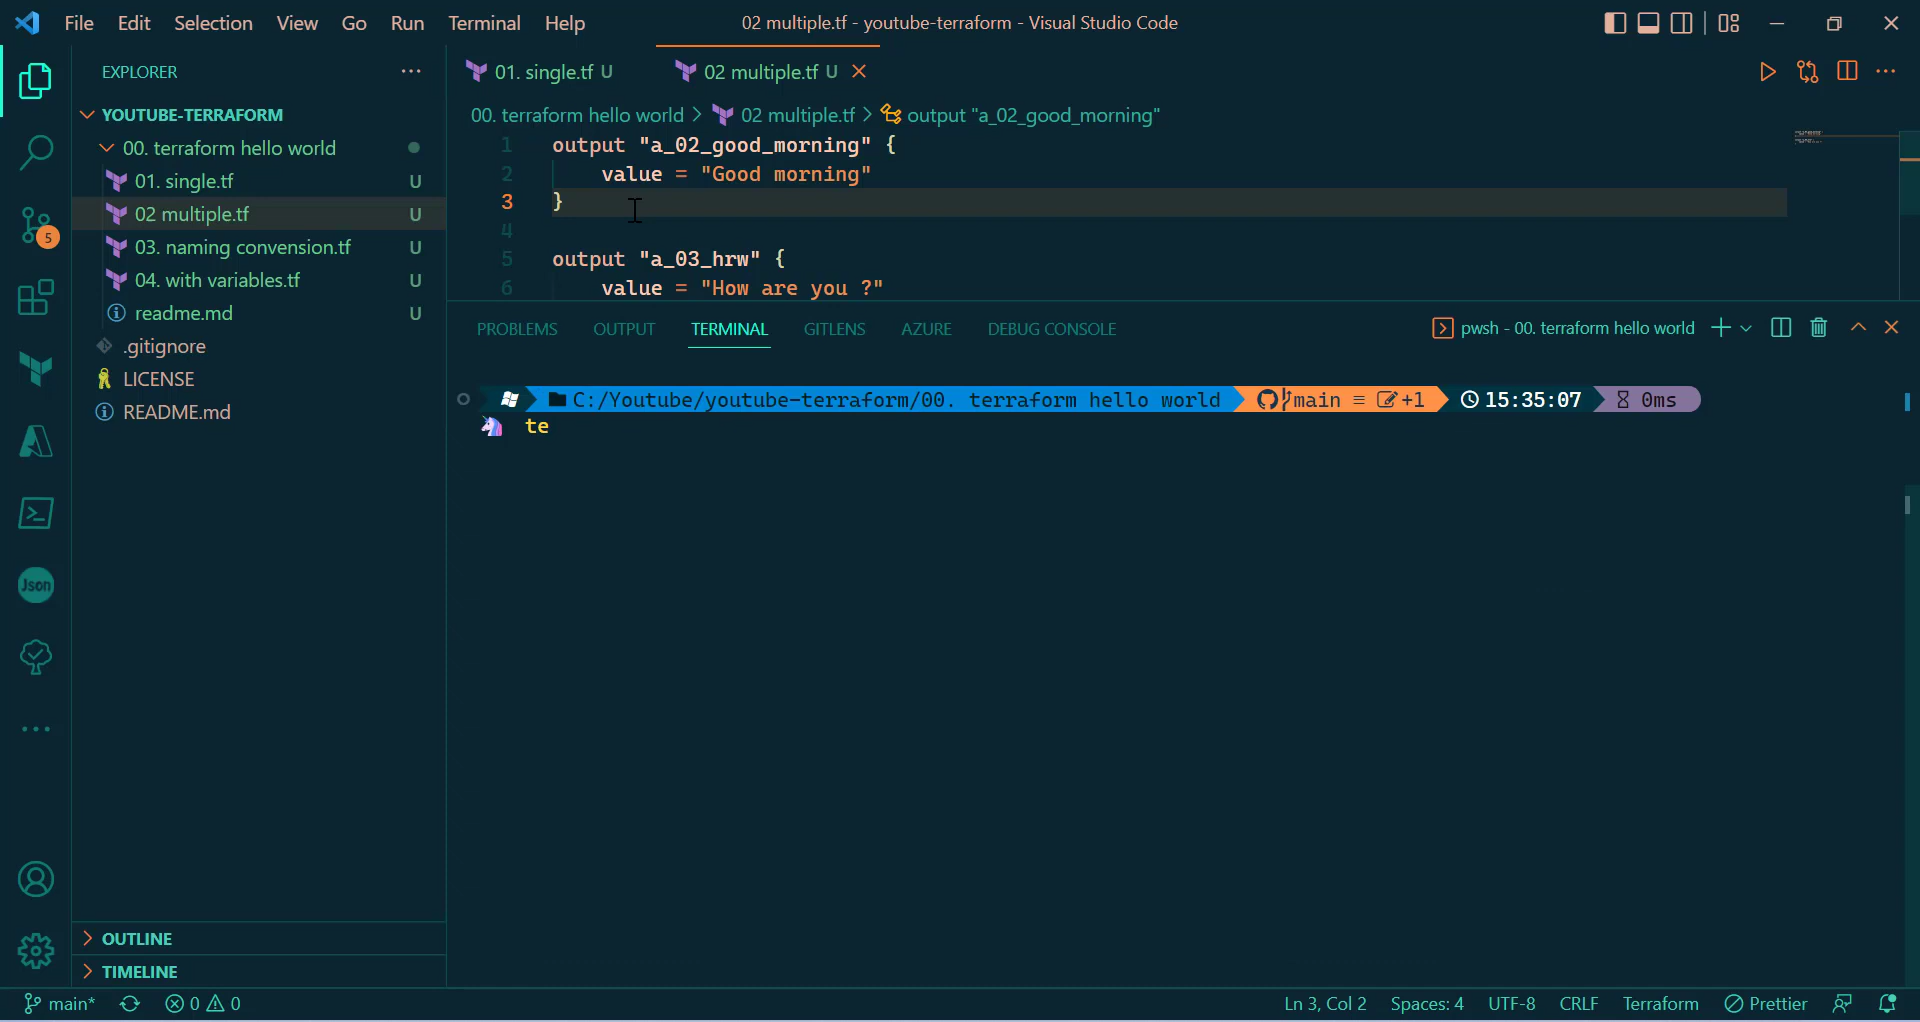 File Edit Selection View Go Run Terminal Help
02 multiple.tf - youtube-terraform - Visual Studio Code
EXPLORER
YOUTUBE-TERRAFORM
00. terraform hello world
01. single.tf U
02 multiple.tf U
03. naming convension.tf U
04. with variables.tf U
readme.md U
.gitignore
LICENSE
README.md
5
Json
OUTLINE
TIMELINE
01. single.tf U
02 multiple.tf U
00. terraform hello world > 02 multiple.tf > output "a_02_good_morning"
1 output "a_02_good_morning" {
2 value = "Good morning"
3 }
4
5 output "a_03_hrw" {
6 value = "How are you ?"
PROBLEMS OUTPUT TERMINAL GITLENS AZURE DEBUG CONSOLE
pwsh - 00. terraform hello world
C:/Youtube/youtube-terraform/00. terraform hello world main ≡ +1 15:35:07 0ms
te
main* 0 0
Ln 3, Col 2 Spaces: 4 UTF-8 CRLF Terraform Prettier